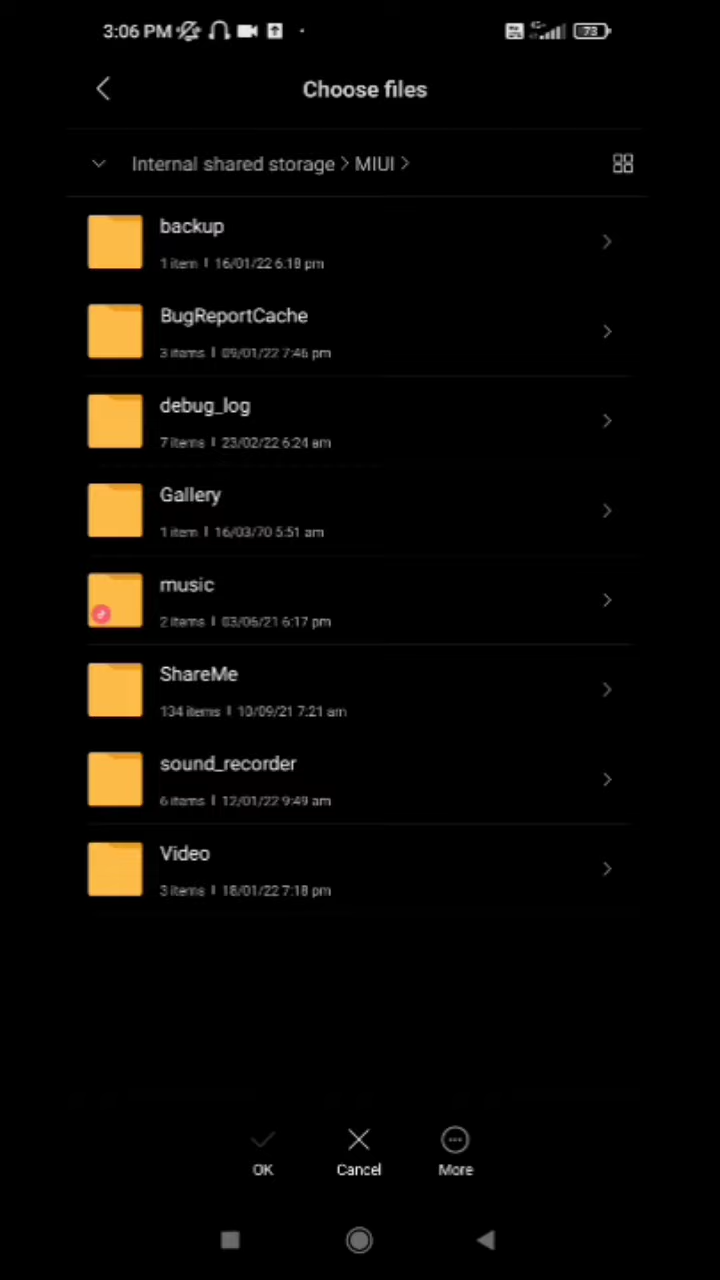 3:06 PM 73
Choose files
Internal shared storage > MIUI >
backup
1 item | 16/01/22 6:18 pm
BugReportCache
3 items | 09/01/22 7:46 pm
debug_log
7 items | 23/02/22 6:24 am
Gallery
1 item | 16/03/70 5:51 am
music
2 items | 03/06/21 6:17 pm
ShareMe
134 items | 10/09/21 7:21 am
sound_recorder
6 items | 12/01/22 9:49 am
Video
3 items | 18/01/22 7:18 pm
OK Cancel More